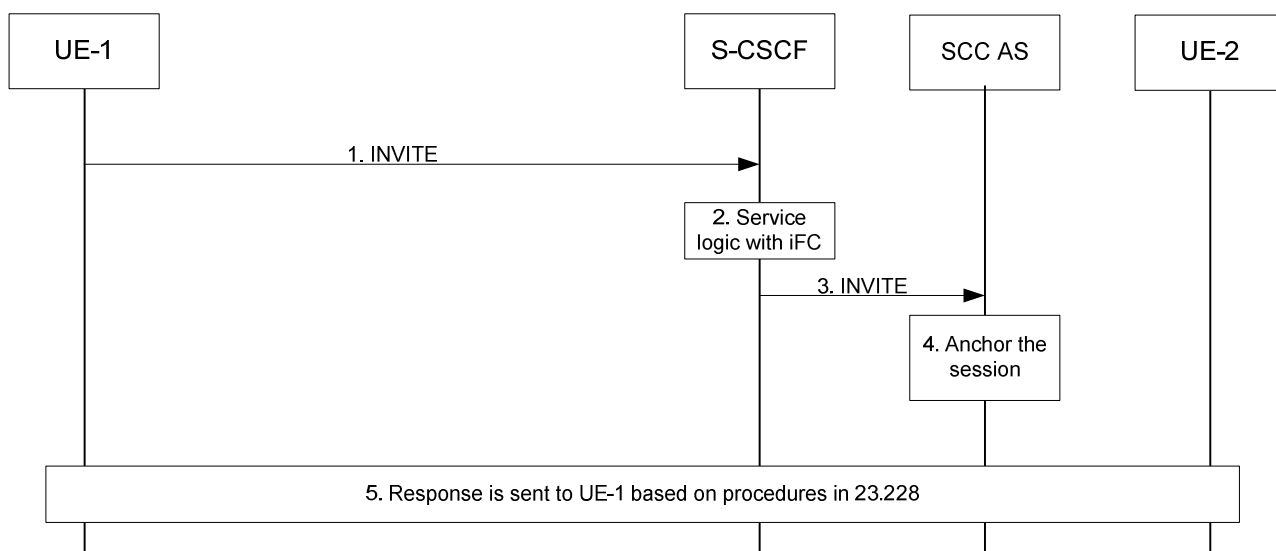 UE-1
S-CSCF
SCC AS
UE-2
1. INVITE
2. Service
logic with iFC
3. INVITE
4. Anchor the
session
5. Response is sent to UE-1 based on procedures in 23.228